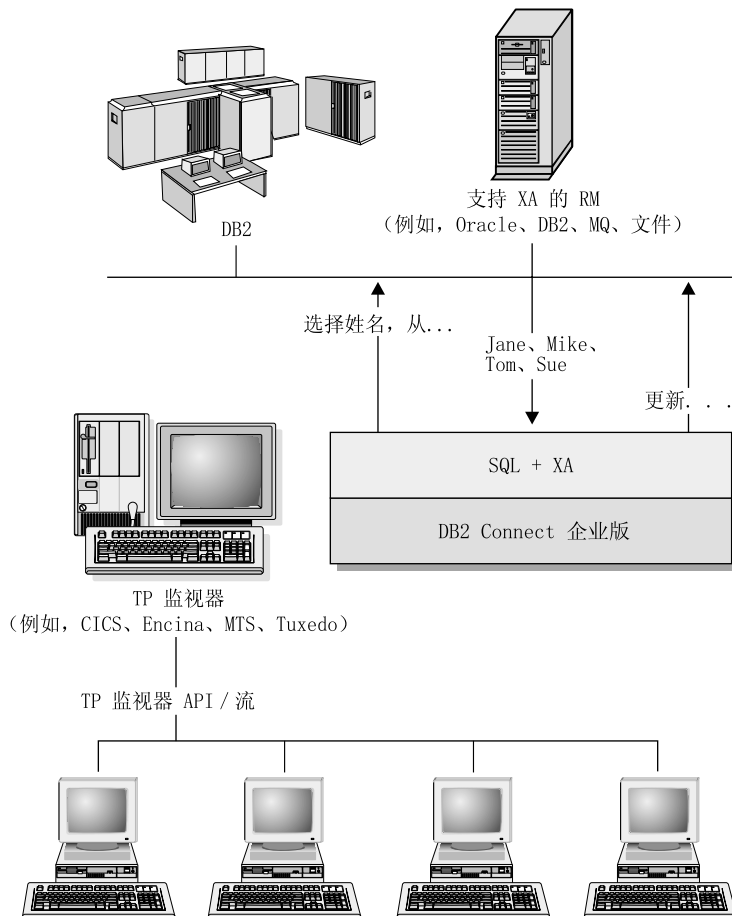 支持 XA 的 RM
(例如，Oracle、DB2、MQ、文件)
DB2
选择姓名，从...
Jane、Mike、
Tom、Sue
更新. . .
SQL + XA
DB2 Connect 企业版
TP 监视器
(例如，CICS、Encina、MTS、Tuxedo)
TP 监视器 API / 流